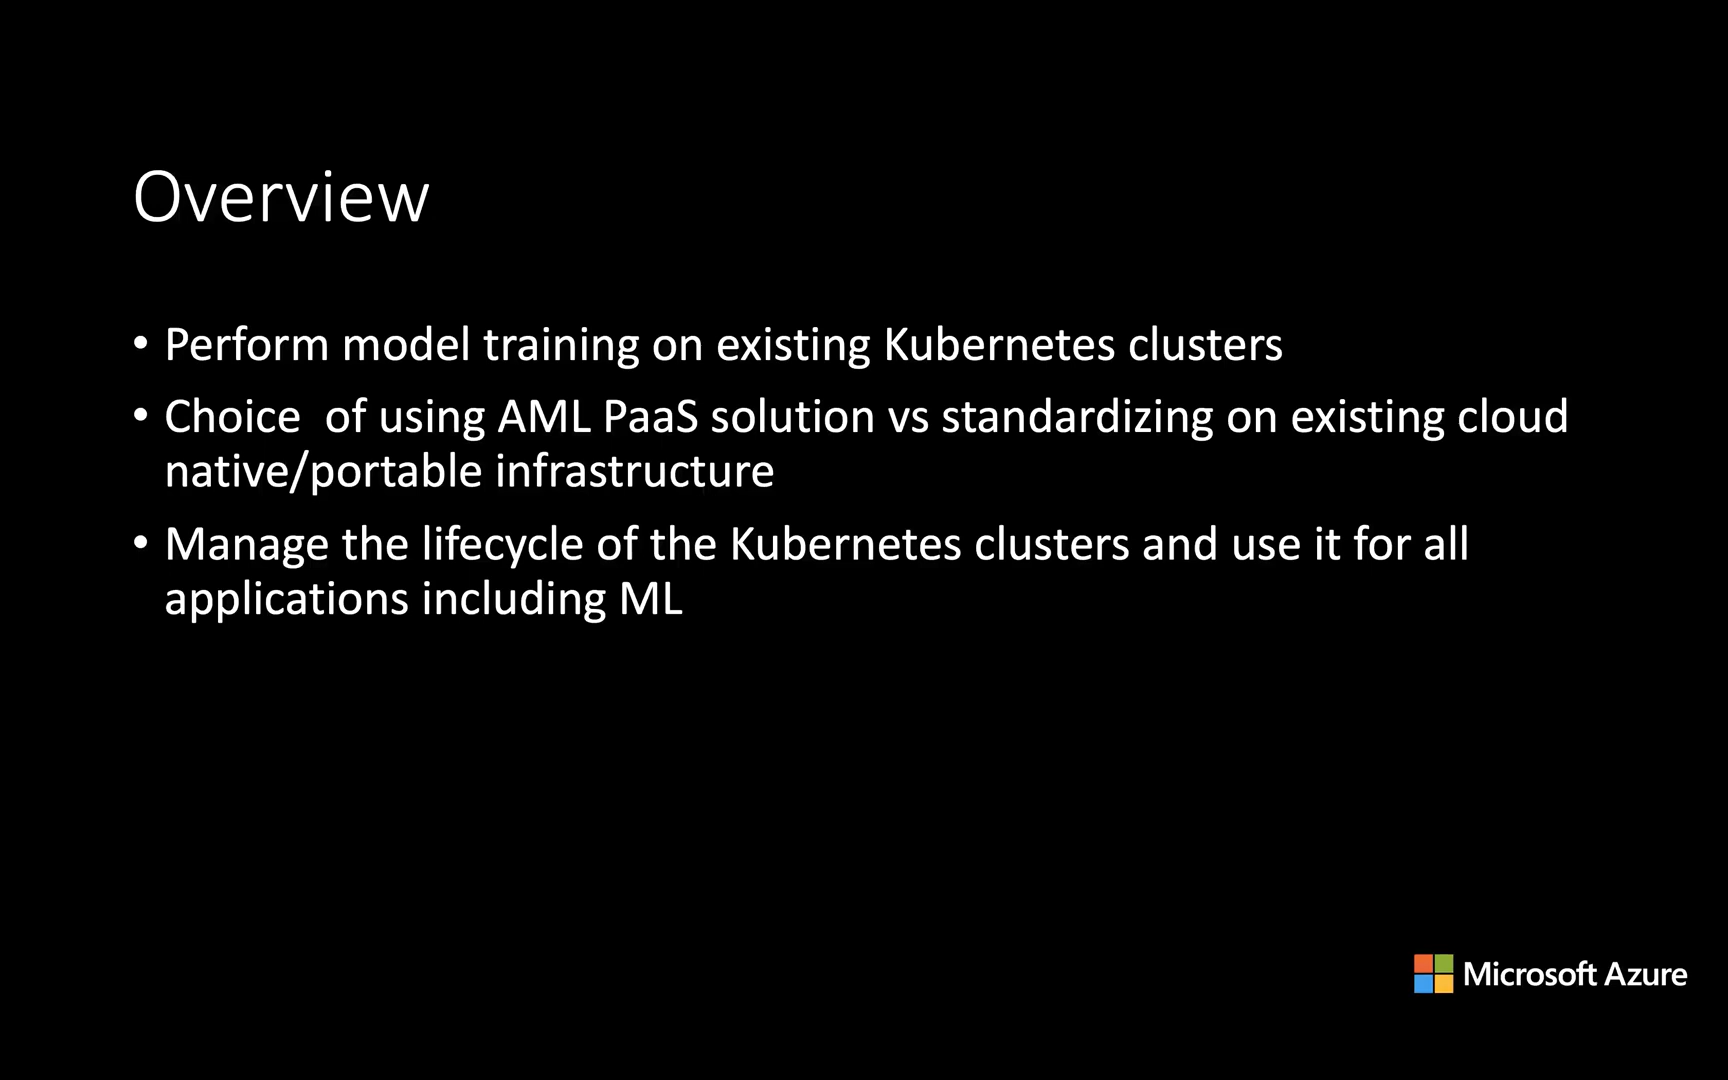 Overview
• Perform model training on existing Kubernetes clusters
• Choice  of using AML PaaS solution vs standardizing on existing cloud
native/portable infrastructure
• Manage the lifecycle of the Kubernetes clusters and use it for all
applications including ML
Microsoft Azure